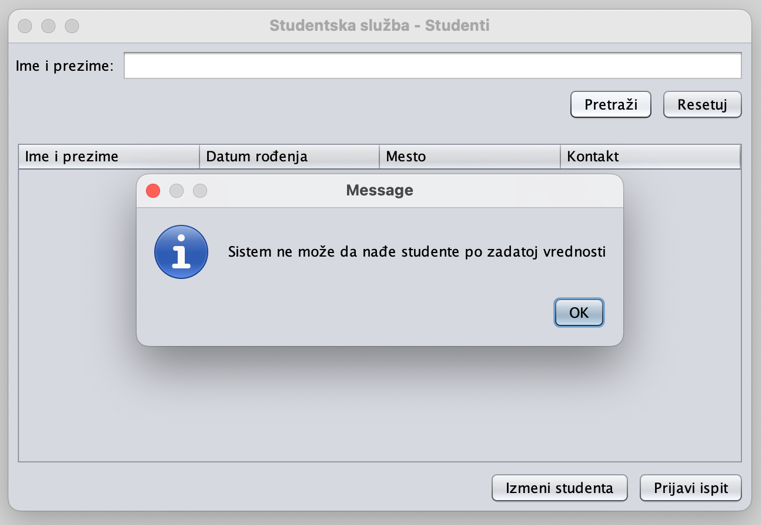 Studentska služba - Studenti
Ime i prezime:
Pretraži Resetuj
Ime i prezime Datum rođenja Mesto Kontakt
Message
Sistem ne može da nađe studente po zadatoj vrednosti
OK
Izmeni studenta Prijavi ispit